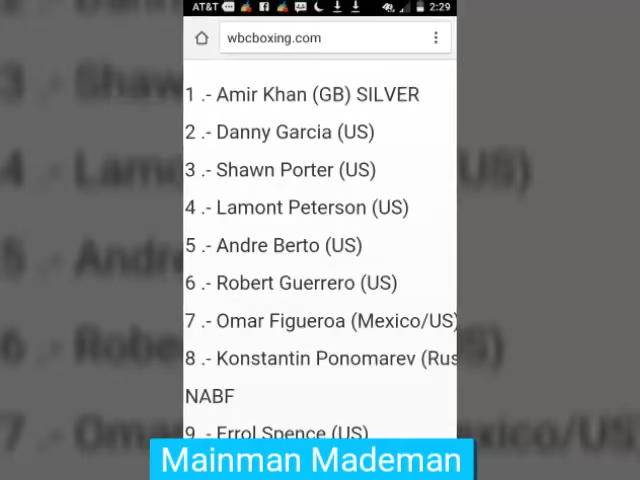 AT&T 2:29
wbcboxing.com
1 .- Amir Khan (GB) SILVER
2 .- Danny Garcia (US)
3 .- Shawn Porter (US)
4 .- Lamont Peterson (US)
5 .- Andre Berto (US)
6 .- Robert Guerrero (US)
7 .- Omar Figueroa (Mexico/US)
8 .- Konstantin Ponomarev (Rus
NABF
9 .- Errol Spence (US)
Mainman Mademan